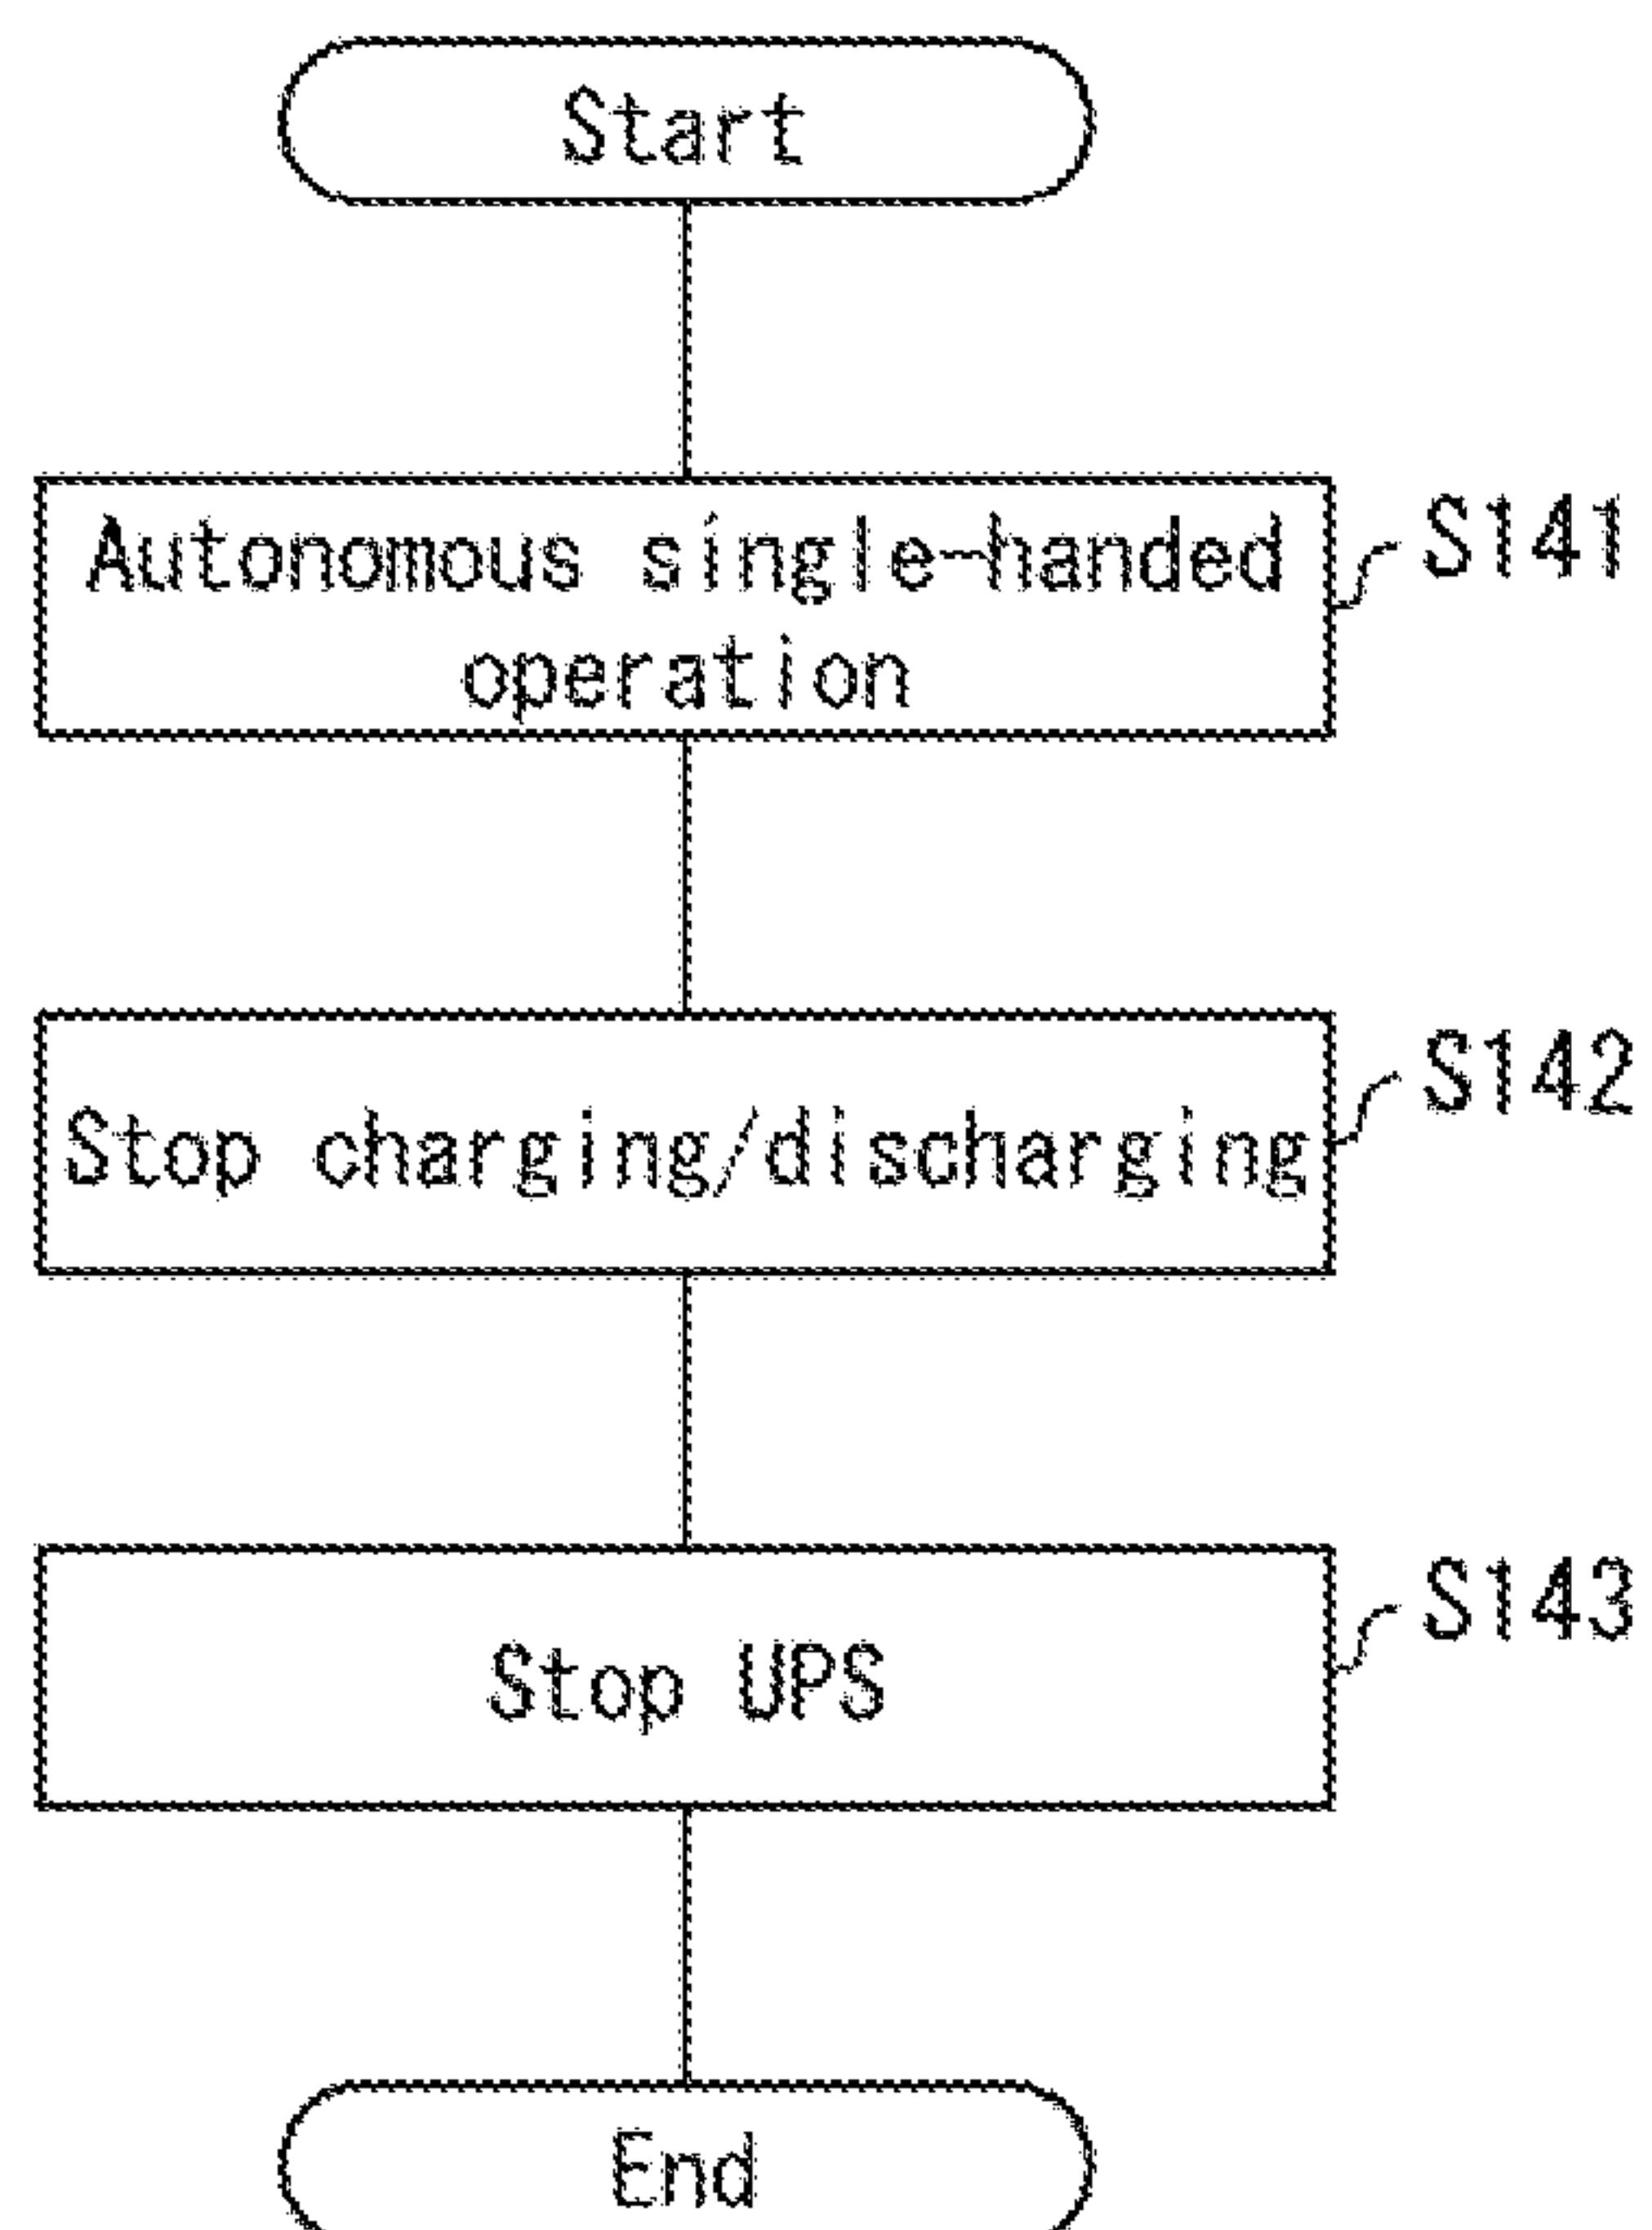 Start
Autonomous single-handed
operation
S141
Stop charging/discharging
S142
Stop UPS
S143
End